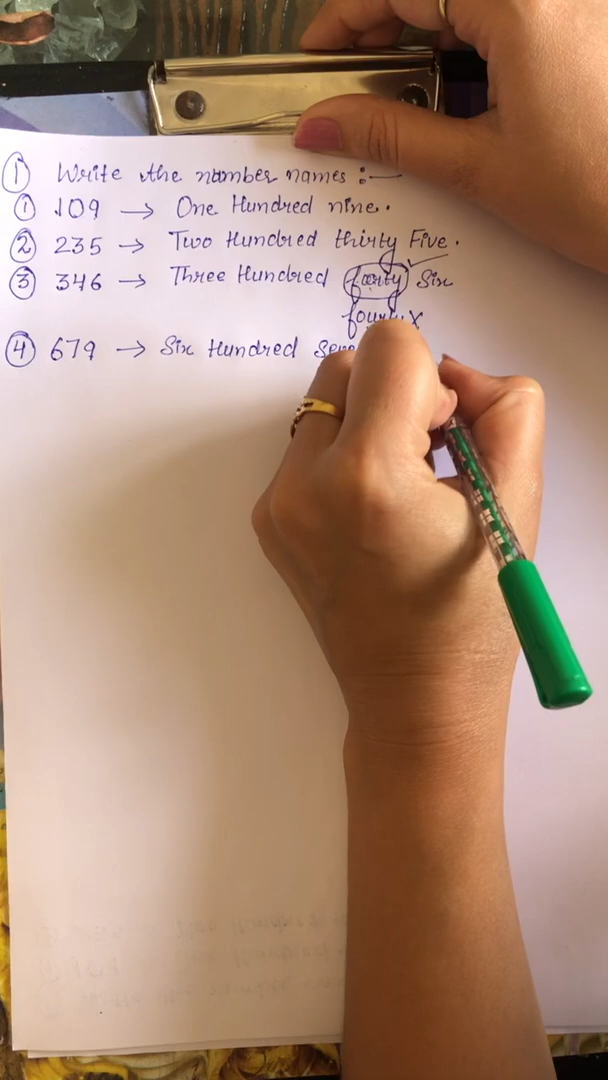 ① Write the number names :—
① 109 → One Hundred nine.
② 235 → Two Hundred thirty Five.
③ 346 → Three Hundred forty ✓ Six
fourty X
④ 679 → Six Hundred Seve